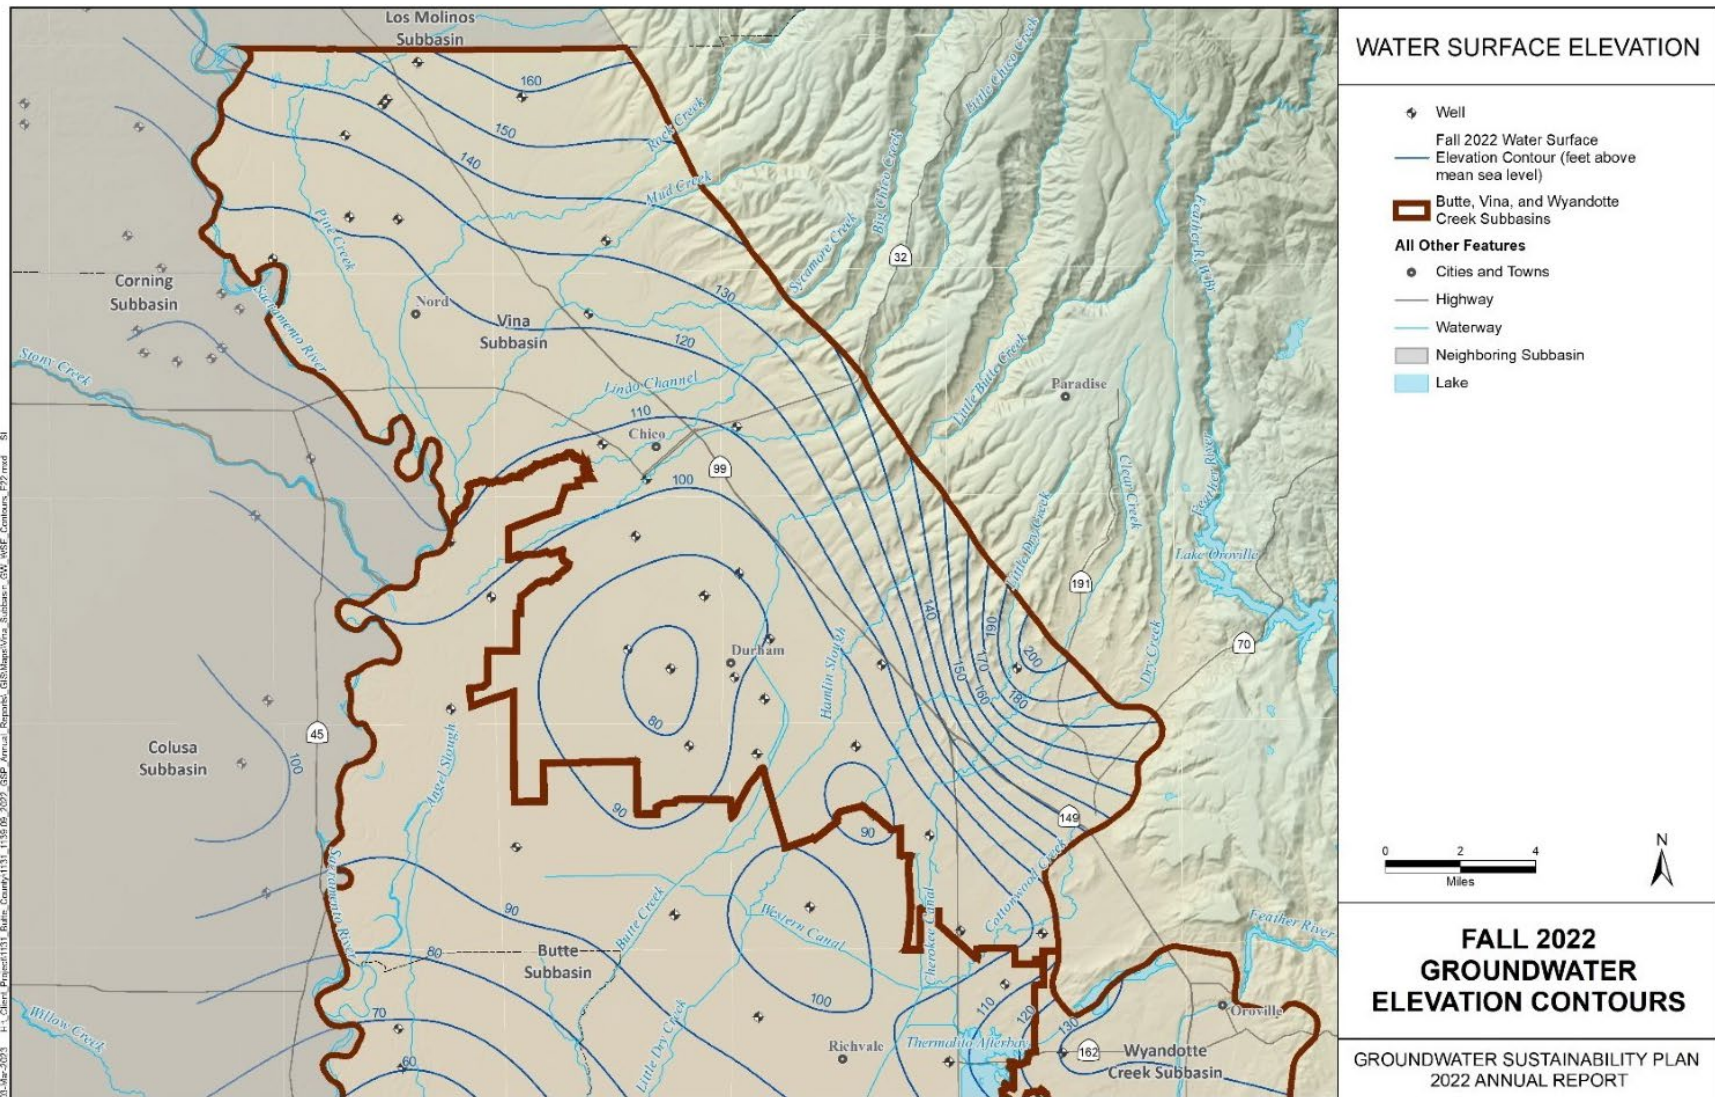 WATER SURFACE ELEVATION
Well
Fall 2022 Water Surface
Elevation Contour (feet above
mean sea level)
Butte, Vina, and Wyandotte
Creek Subbasins
All Other Features
Cities and Towns
Highway
Waterway
Neighboring Subbasin
Lake
0 2 4
Miles
N
FALL 2022
GROUNDWATER
ELEVATION CONTOURS
GROUNDWATER SUSTAINABILITY PLAN
2022 ANNUAL REPORT
Los Molinos
Subbasin
160
150
140
130
120
110
100
90
80
Rock Creek
Mud Creek
Pine Creek
Sycamore Creek
Big Chico Creek
Little Chico Creek
32
Feather R. W Br
Corning
Subbasin
Nord
Vina
Subbasin
Sacramento River
Stony Creek
Lindo Channel
Chico
99
Little Butte Creek
Paradise
Clear Creek
Feather River
Lake Oroville
Little Dry Creek
191
70
Dry Creek
140
150
160
170
180
190
200
Durham
Hamlin Slough
Angel Slough
45
Colusa
Subbasin
100
90
149
Cottonwood Creek
Sacramento River
90
80
70
60
Butte Creek
Western Canal
Cherokee Canal
Butte
Subbasin
100
110
120
130
Feather River
Oroville
Willow Creek
Little Dry Creek
Richvale
Thermalito Afterbay
162
Wyandotte
Creek Subbasin